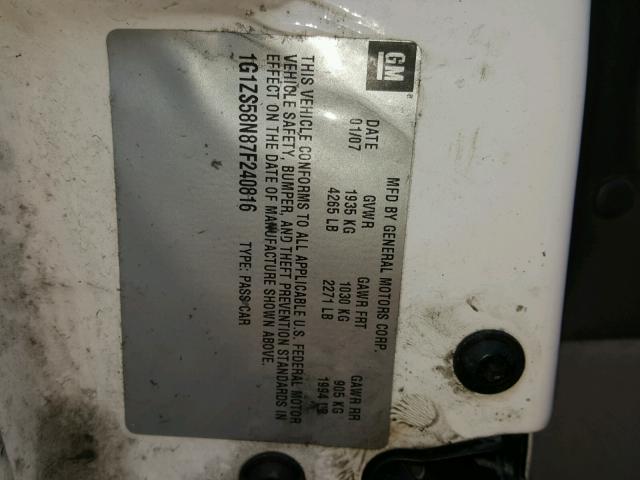 GM
MFD BY GENERAL MOTORS CORP.
DATE GVWR GAWR FRT GAWR RR
01/07 1935 KG 1030 KG 905 KG
4265 LB 2271 LB 1994 LB
THIS VEHICLE CONFORMS TO ALL APPLICABLE U.S. FEDERAL MOTOR
VEHICLE SAFETY, BUMPER, AND THEFT PREVENTION STANDARDS IN
EFFECT ON THE DATE OF MANUFACTURE SHOWN ABOVE.
1G1ZS58N87F240816 TYPE: PASS CAR